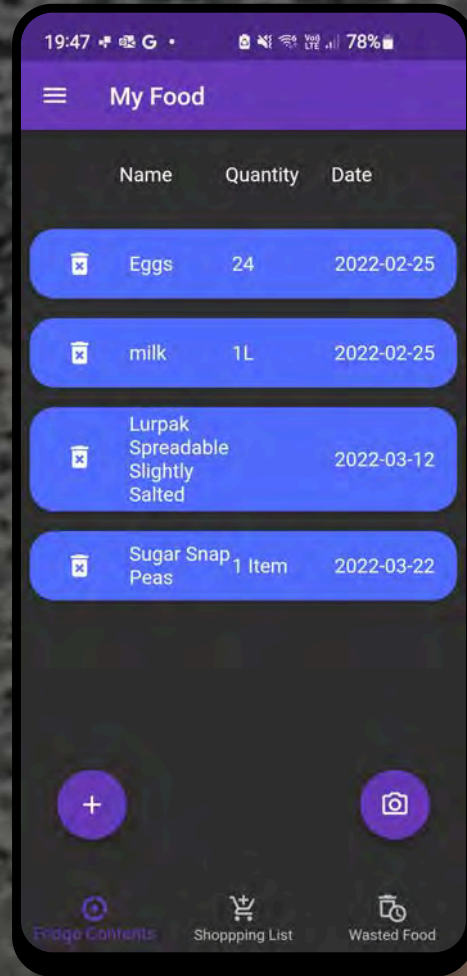 19:47 G • 78%
My Food
Name Quantity Date
Eggs 24 2022-02-25
milk 1L 2022-02-25
Lurpak
Spreadable
Slightly
Salted
2022-03-12
Sugar Snap
Peas
1 Item 2022-03-22
Fridge Contents Shoppping List Wasted Food